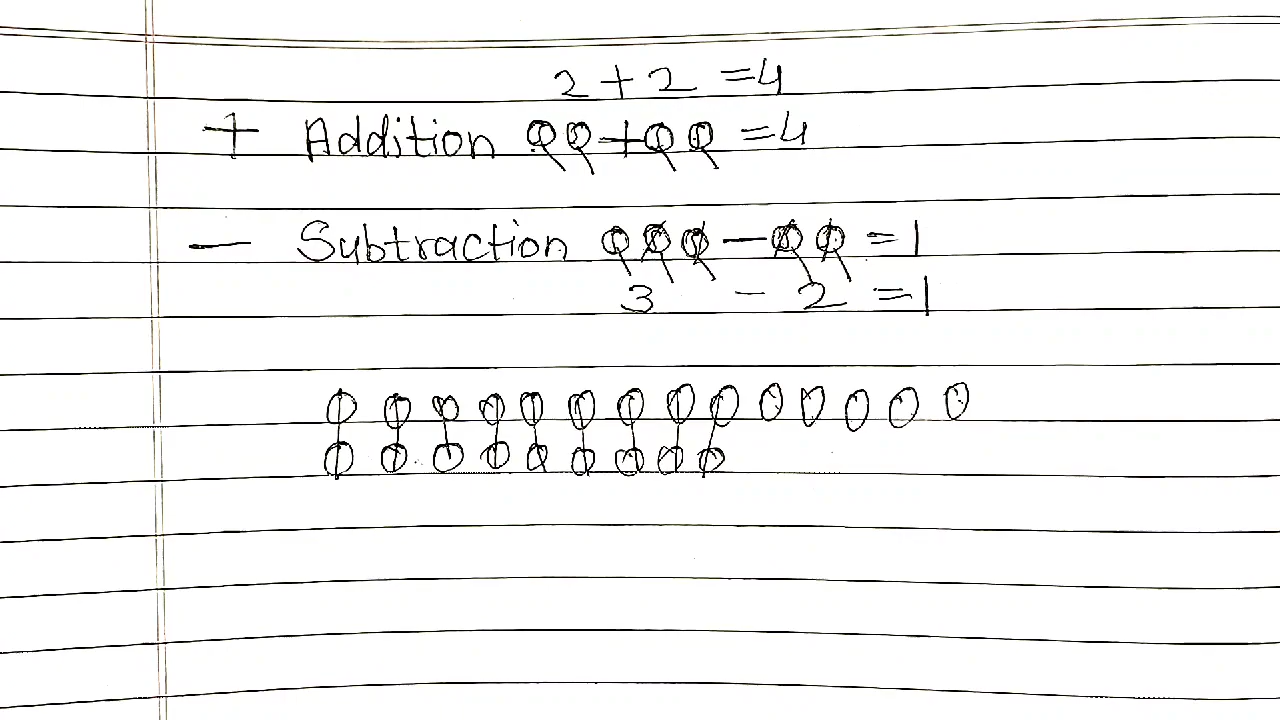 2 + 2 = 4
+ Addition + = 4
- Subtraction - = 1
3 - 2 = 1